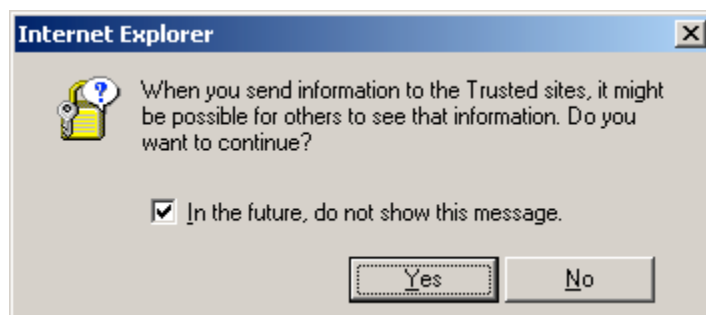 Internet Explorer
When you send information to the Trusted sites, it might
be possible for others to see that information. Do you
want to continue?
In the future, do not show this message.
Yes No